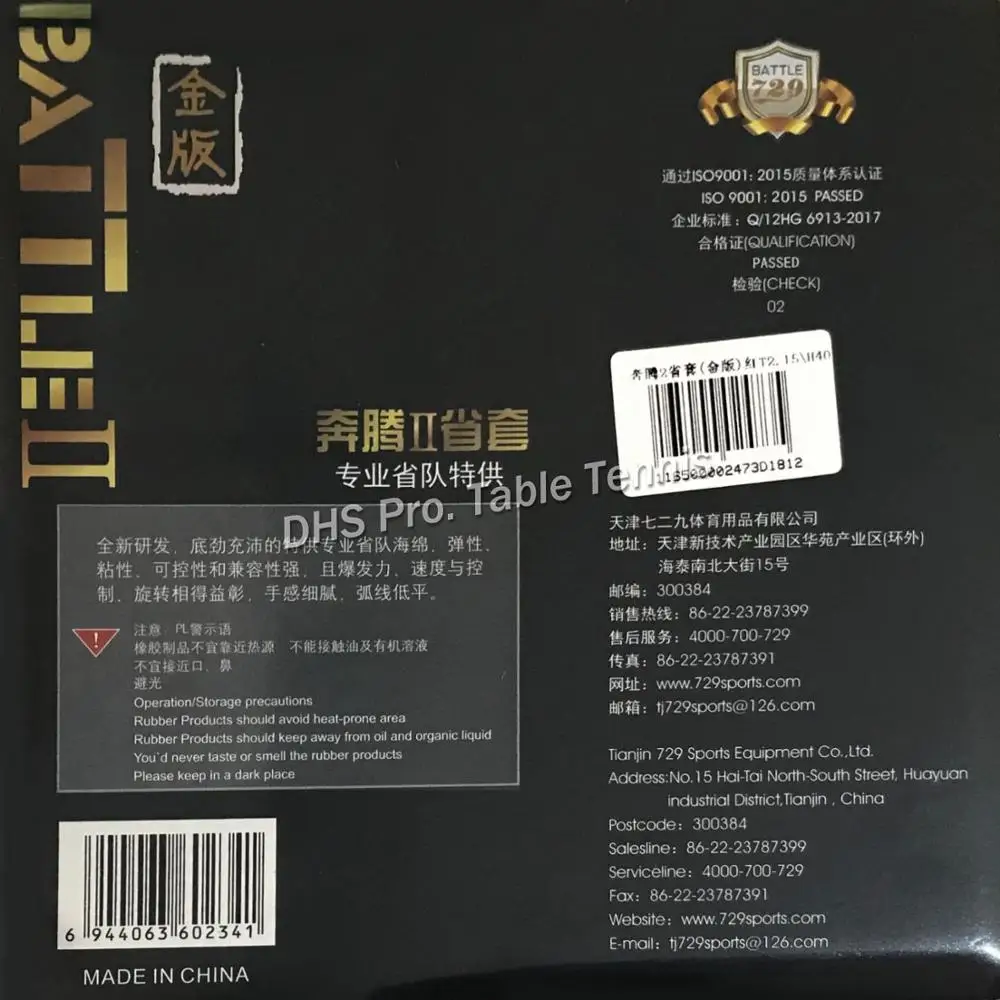 BATTLE II
金版
BATTLE
729
通过ISO9001: 2015质量体系认证
ISO 9001: 2015 PASSED
企业标准：Q/12HG 6913-2017
合格证(QUALIFICATION)
PASSED
检验(CHECK)
02
奔腾2省套(金版)红T2.15\H40
116500002473D1812
奔腾II省套
专业省队特供
DHS Pro. Table Tennis
全新研发，底劲充沛的特供专业省队海绵，弹性、
粘性、可控性和兼容性强，且爆发力、速度与控
制、旋转相得益彰，手感细腻，弧线低平。
注意：PL警示语
橡胶制品不宜靠近热源 不能接触油及有机溶液
不宜接近口、鼻
避光
Operation/Storage precautions
Rubber Products should avoid heat-prone area
Rubber Products should keep away from oil and organic liquid
You`d never taste or smell the rubber products
Please keep in a dark place
6 944063 602341
MADE IN CHINA
天津七二九体育用品有限公司
地址：天津新技术产业园区华苑产业区(环外)
海泰南北大街15号
邮编：300384
销售热线：86-22-23787399
售后服务：4000-700-729
传真：86-22-23787391
网址：www.729sports.com
邮箱：tj729sports@126.com
Tianjin 729 Sports Equipment Co.,Ltd.
Address:No.15 Hai-Tai North-South Street, Huayuan
industrial District,Tianjin , China
Postcode：300384
Salesline：86-22-23787399
Serviceline：4000-700-729
Fax：86-22-23787391
Website：www.729sports.com
E-mail：tj729sports@126.com